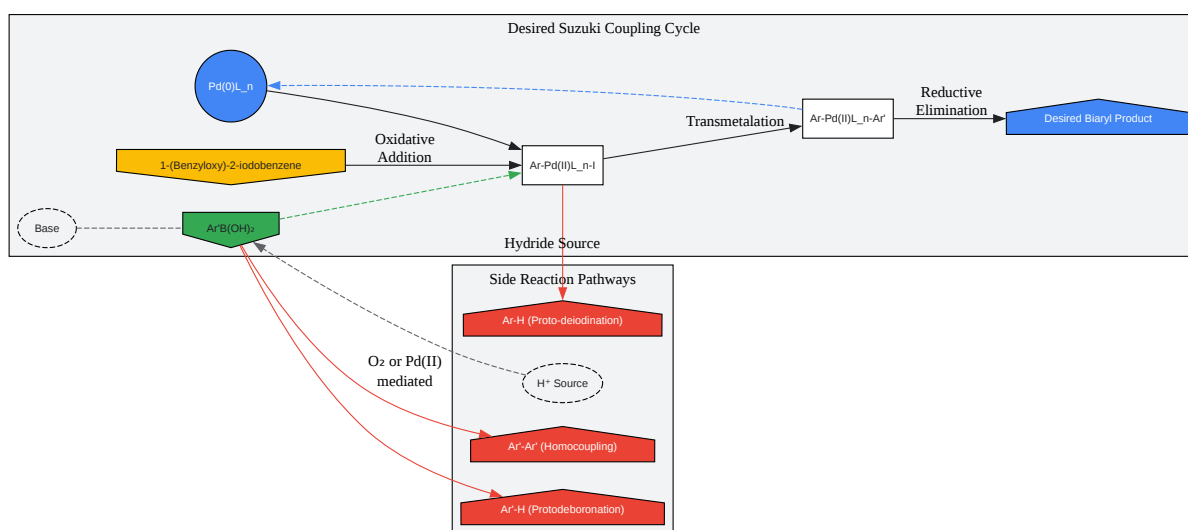 Desired Suzuki Coupling Cycle
Pd(0)L_n
Reductive
Elimination
Ar-Pd(II)L_n-Ar'
Desired Biaryl Product
Transmetalation
Oxidative
Addition
1-(Benzyloxy)-2-iodobenzene
Ar-Pd(II)L_n-I
Base
Ar'B(OH)₂
Hydride Source
Side Reaction Pathways
Ar-H (Proto-deiodination)
O₂ or Pd(II)
mediated
H⁺ Source
Ar'-Ar' (Homocoupling)
Ar'-H (Protodeboronation)